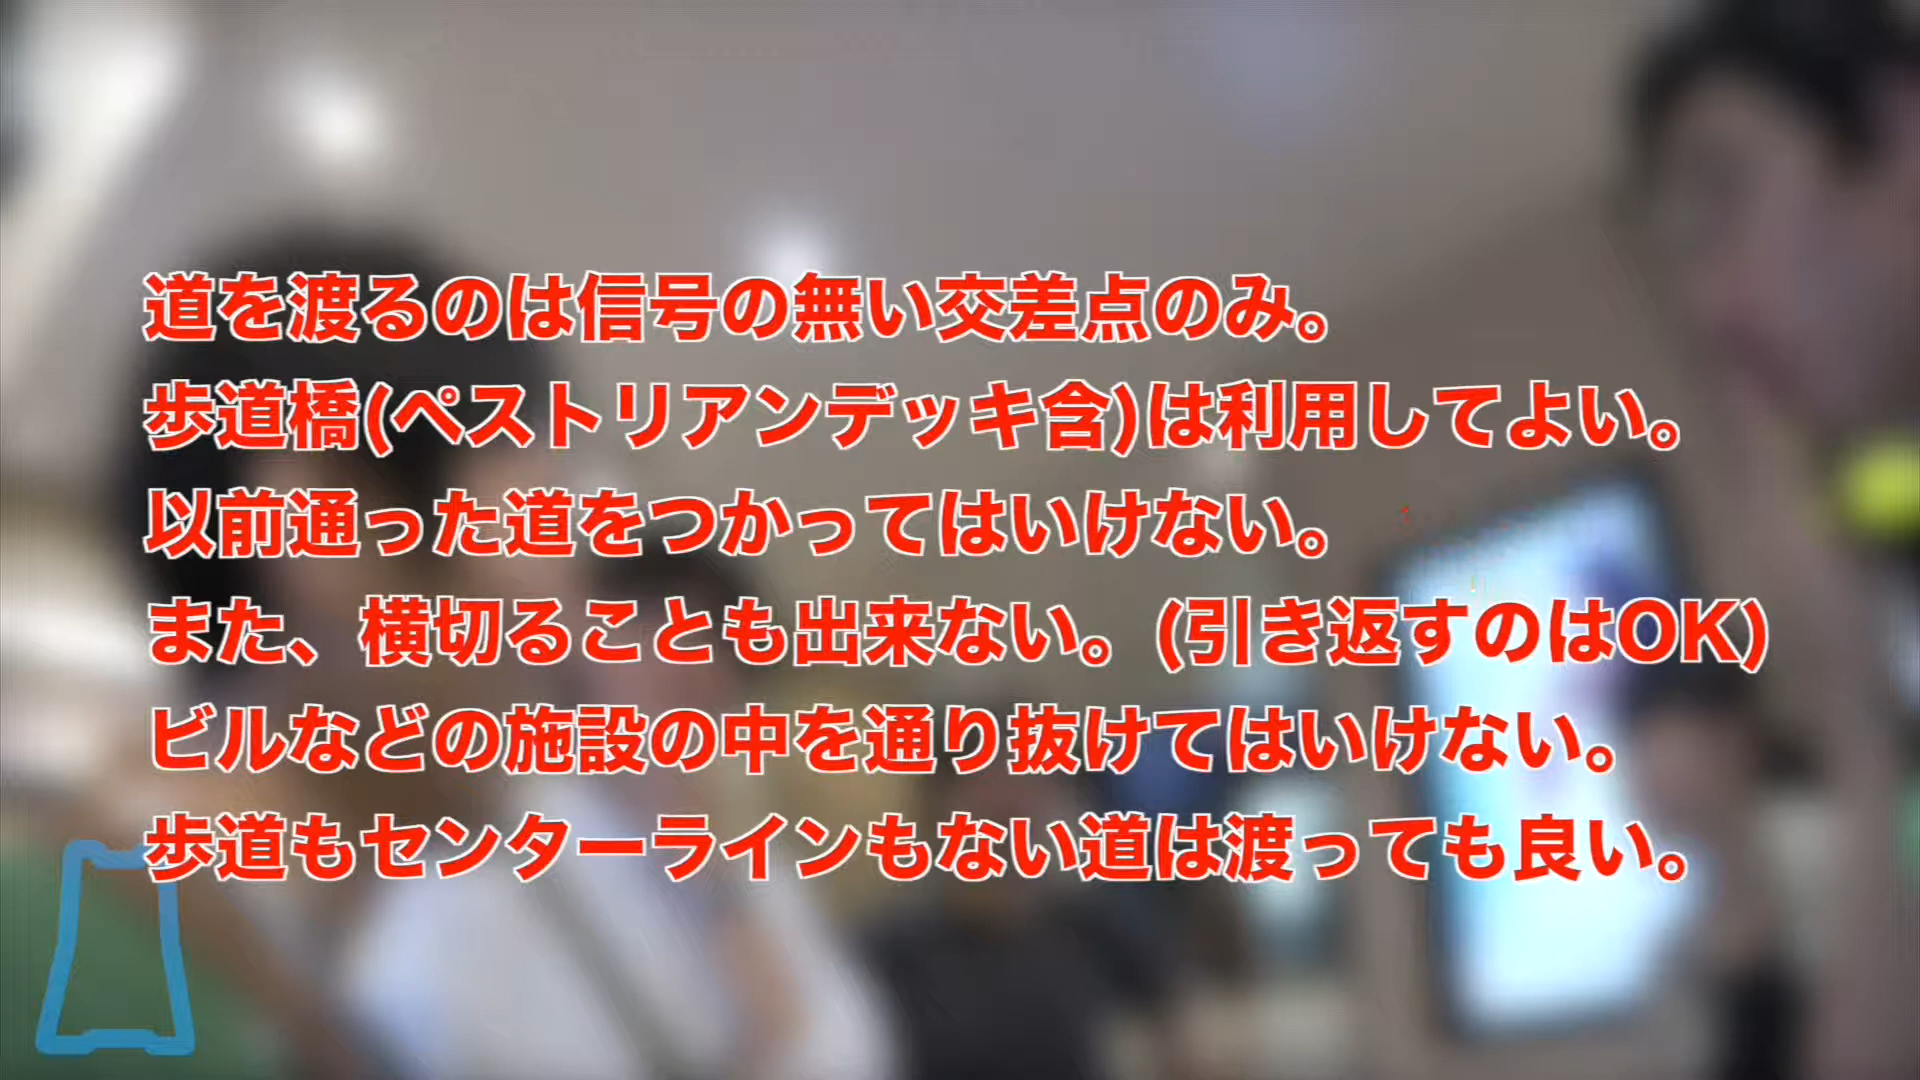 道を渡るのは信号の無い交差点のみ。
歩道橋(ペストリアンデッキ含)は利用してよい。
以前通った道をつかってはいけない。
また、横切ることも出来ない。(引き返すのはOK)
ビルなどの施設の中を通り抜けてはいけない。
歩道もセンターラインもない道は渡っても良い。